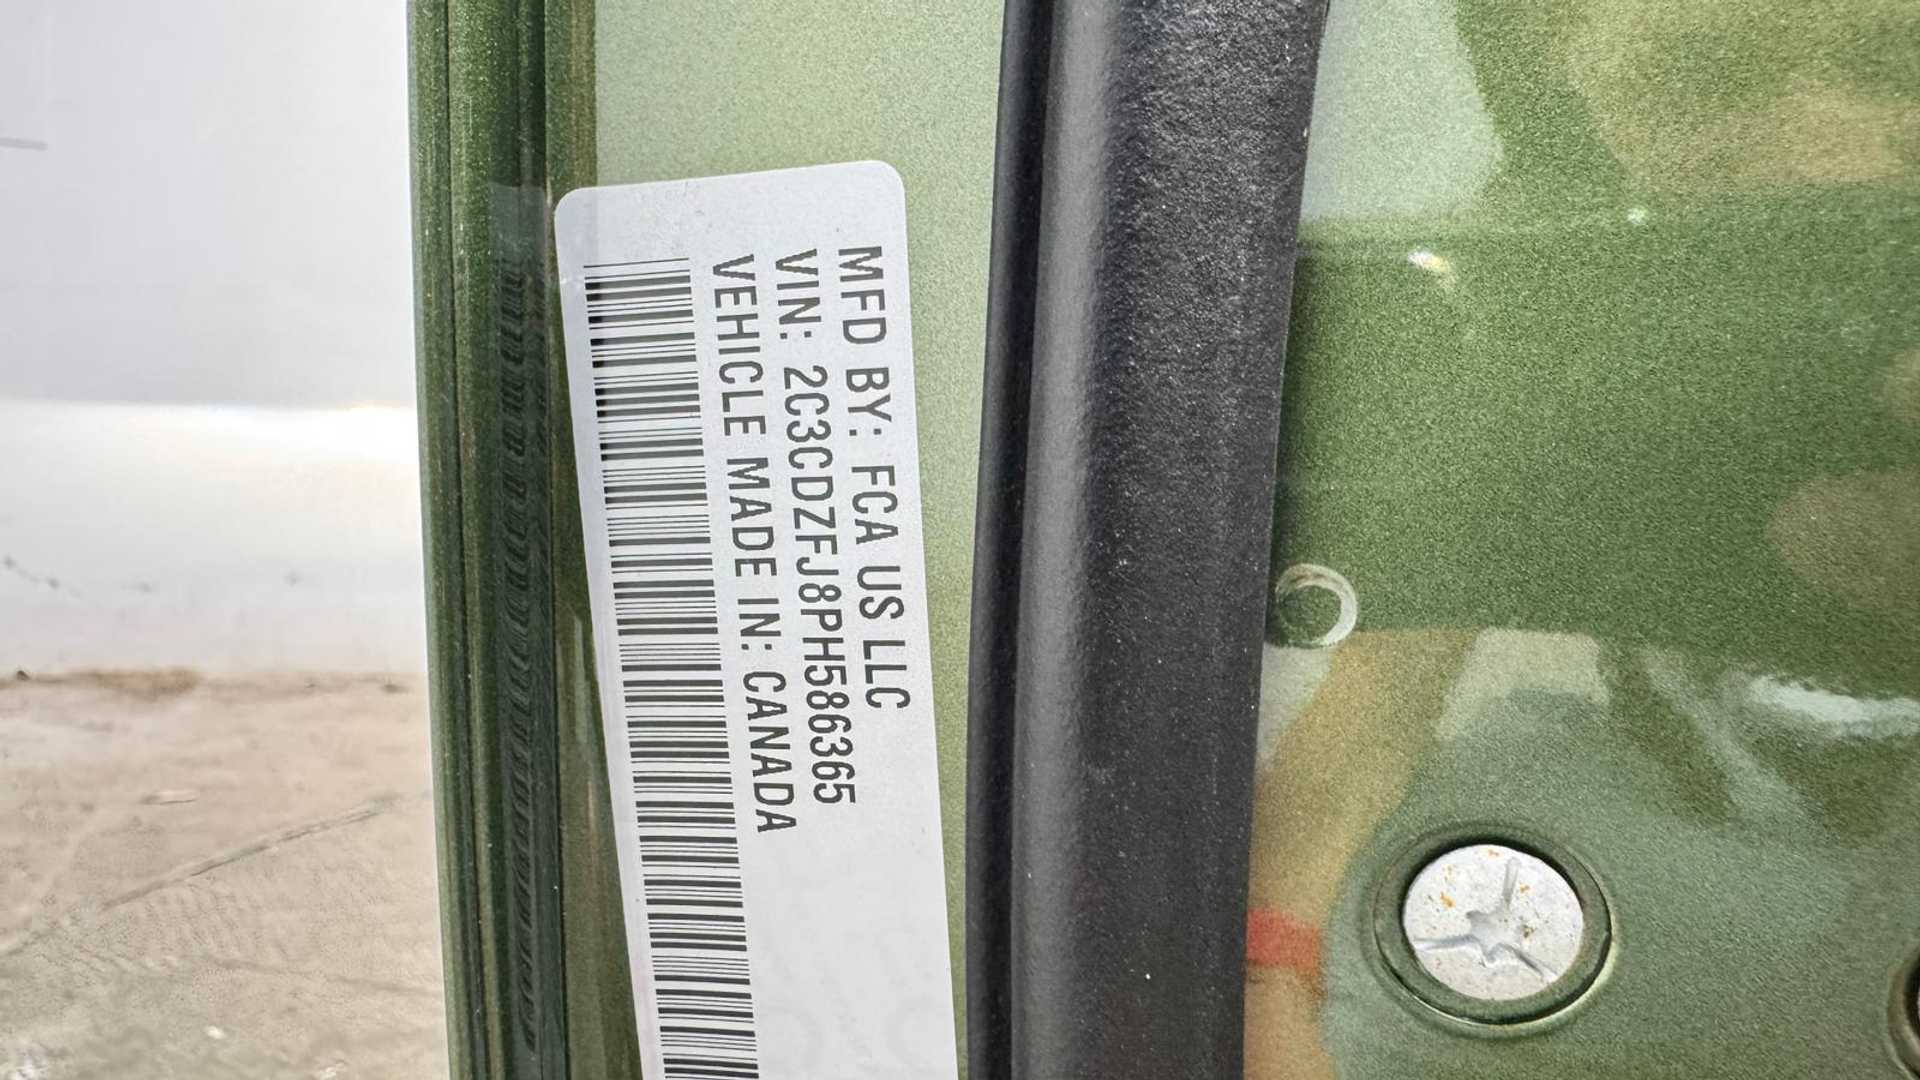 MFD BY: FCA US LLC
VIN: 2C3CDZFJ8PH586365
VEHICLE MADE IN: CANADA